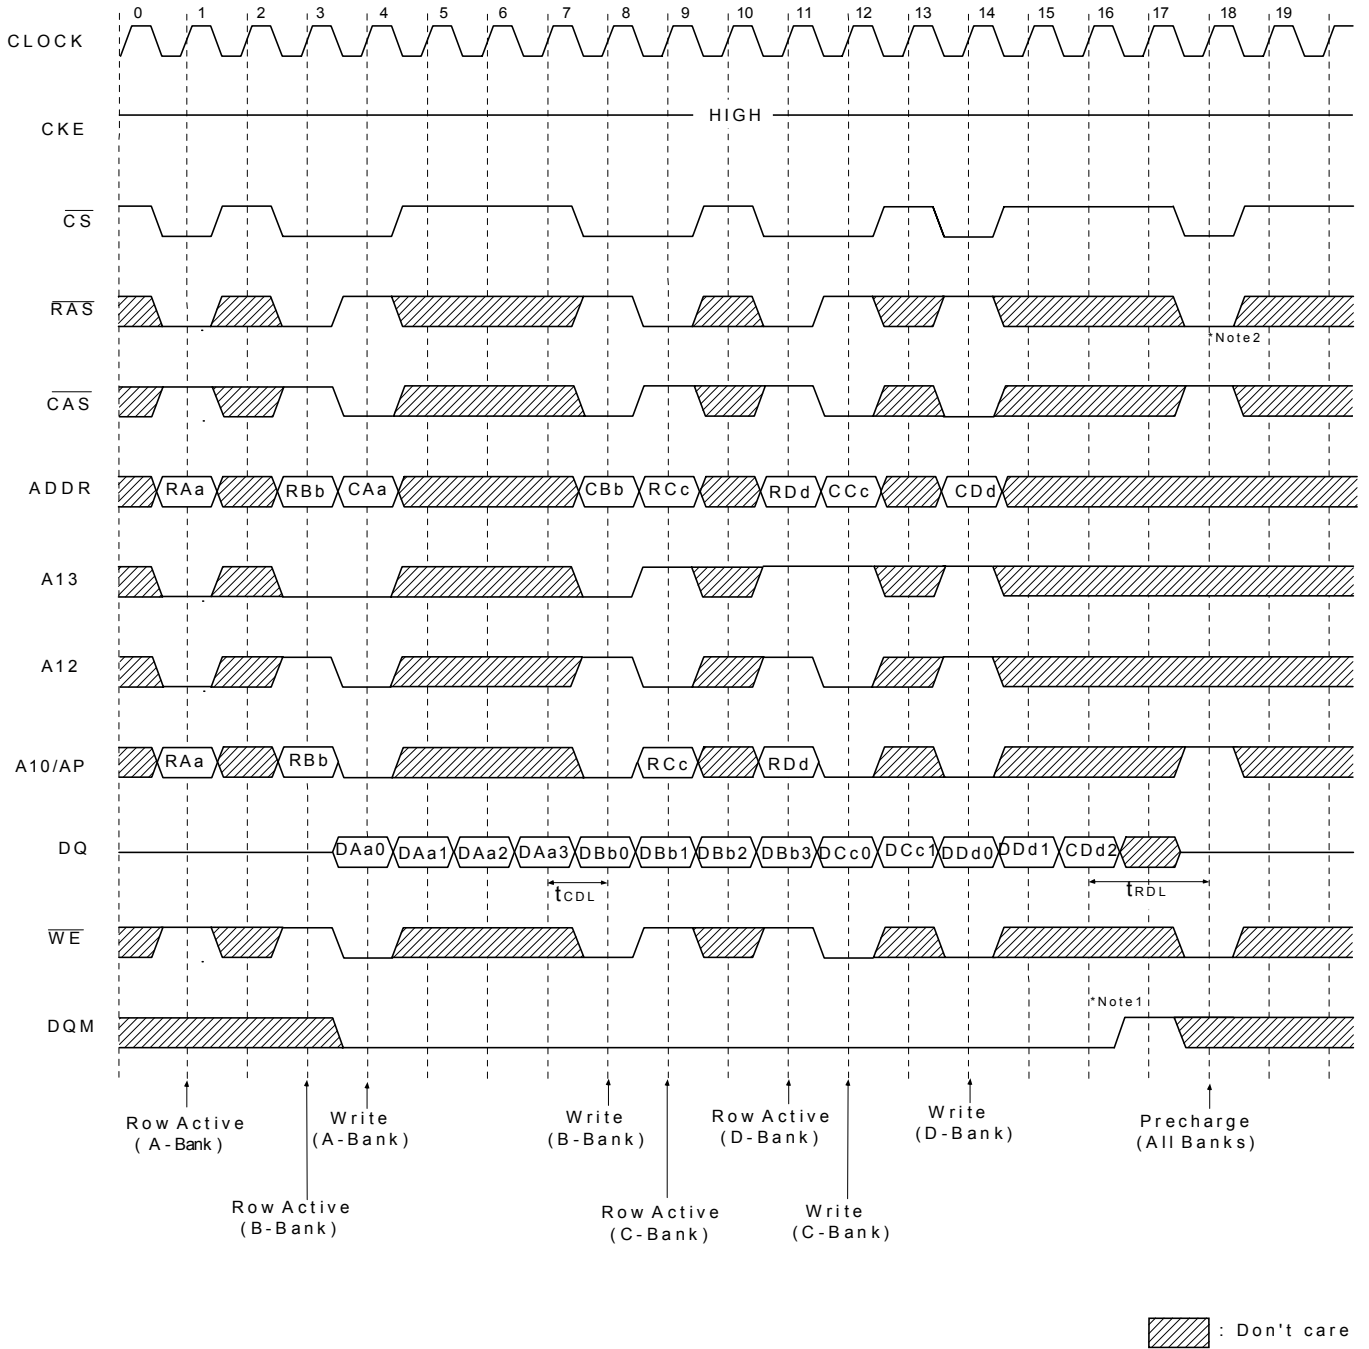 0 1 2 3 4 5 6 7 8 9 10 11 12 13 14 15 16 17 18 19
CLOCK
CKE
HIGH
CS
RAS
*Note2
CAS
ADDR
RAa RBb CAa CBb RCc RDd CCc CDd
A13
A12
A10/AP
RAa RBb RCc RDd
DQ
DAa0 DAa1 DAa2 DAa3 DBb0 DBb1 DBb2 DBb3 DCc0 DCc1 DDd0 DDd1 CDd2
tCDL tRDL
WE
*Note1
DQM
Row Active
(A-Bank)
Write
(A-Bank)
Write
(B-Bank)
Row Active
(D-Bank)
Write
(D-Bank)
Precharge
(All Banks)
Row Active
(B-Bank)
Row Active
(C-Bank)
Write
(C-Bank)
: Don't care